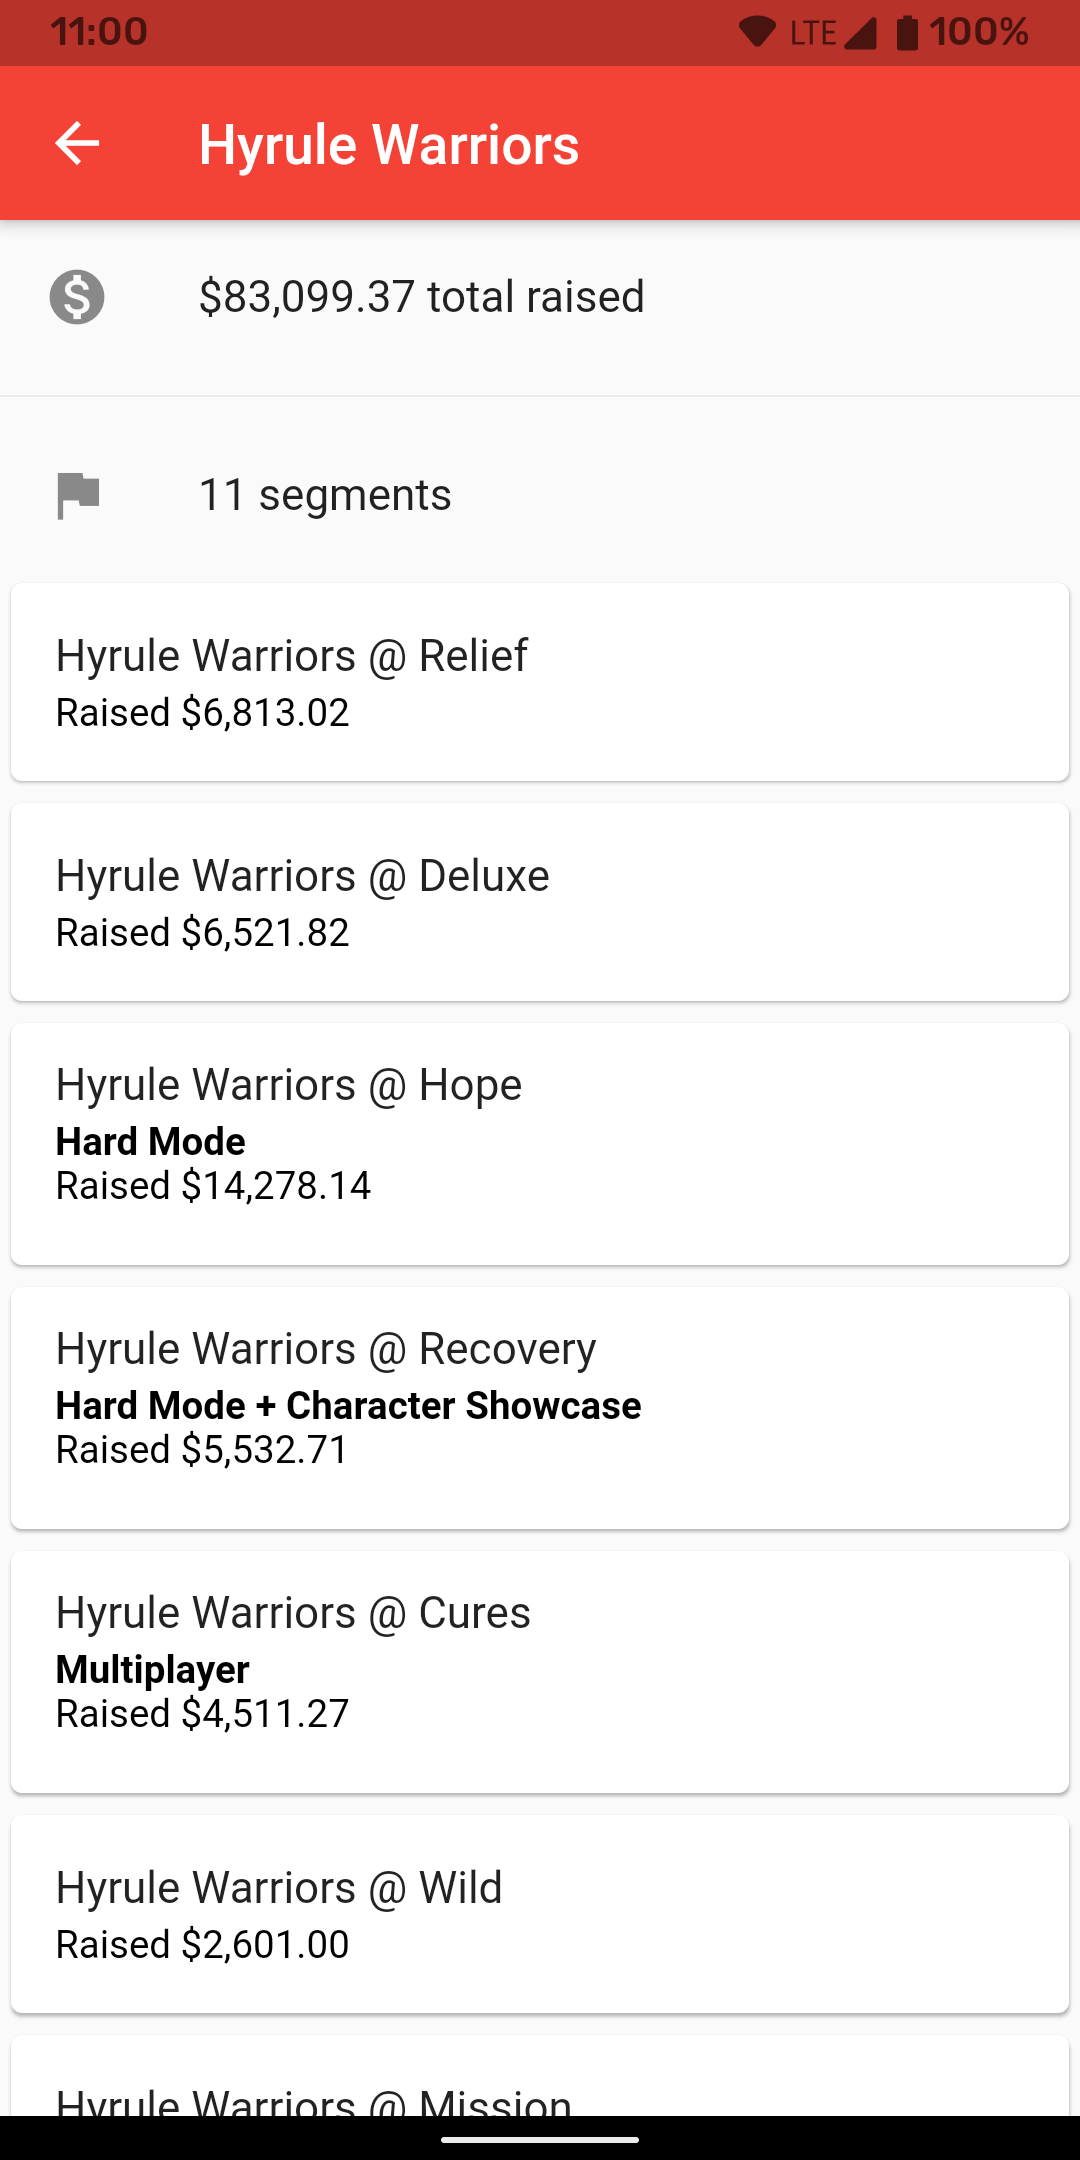 11:00 LTE 100%
Hyrule Warriors
$83,099.37 total raised
11 segments
Hyrule Warriors @ Relief
Raised $6,813.02
Hyrule Warriors @ Deluxe
Raised $6,521.82
Hyrule Warriors @ Hope
Hard Mode
Raised $14,278.14
Hyrule Warriors @ Recovery
Hard Mode + Character Showcase
Raised $5,532.71
Hyrule Warriors @ Cures
Multiplayer
Raised $4,511.27
Hyrule Warriors @ Wild
Raised $2,601.00
Hyrule Warriors @ Mission